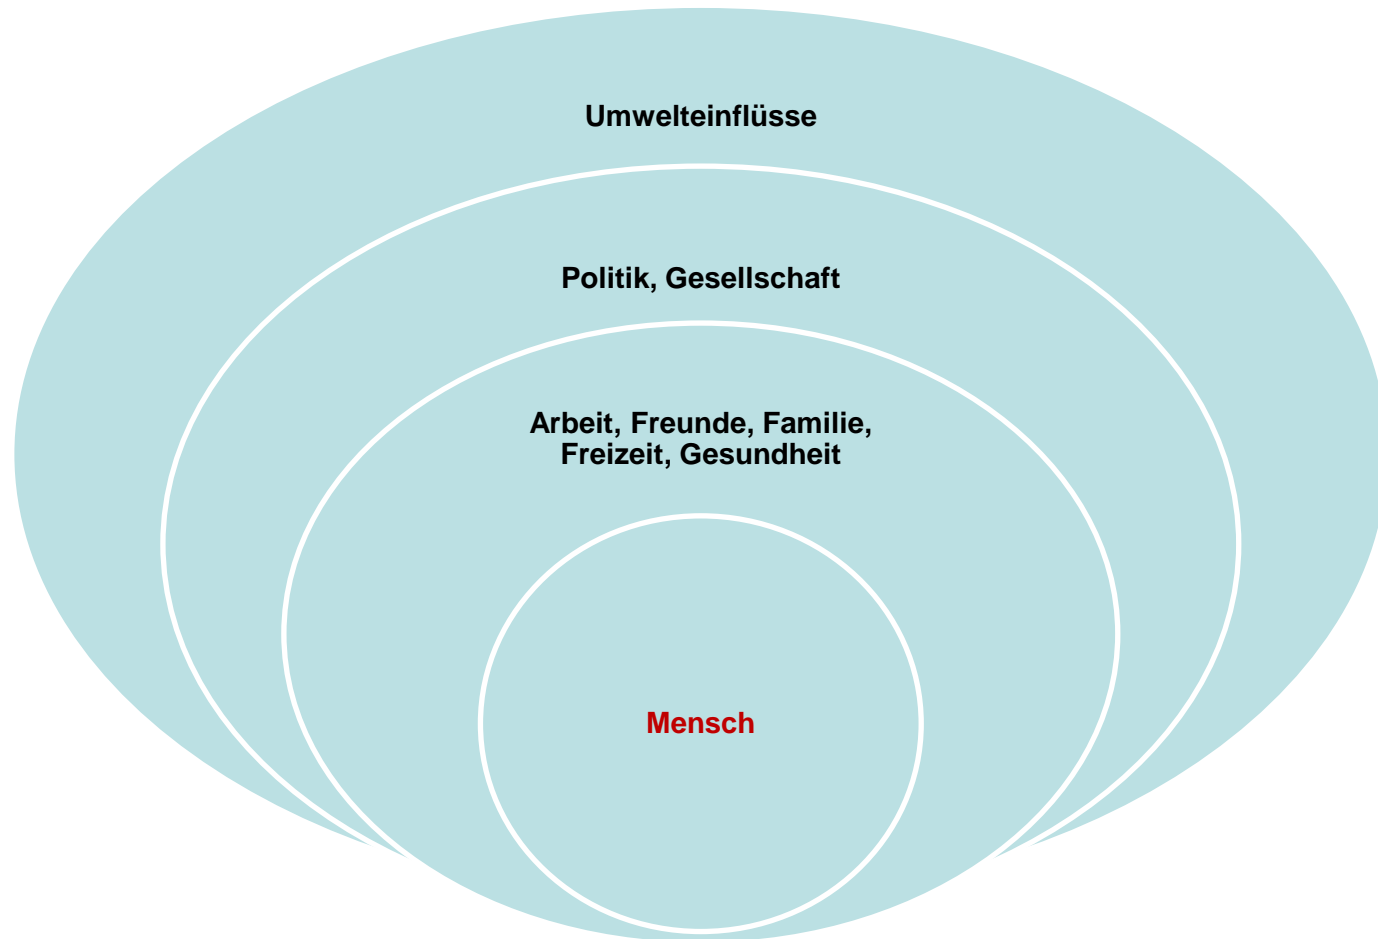 Umwelteinflüsse
Politik, Gesellschaft
Arbeit, Freunde, Familie,
Freizeit, Gesundheit
Mensch